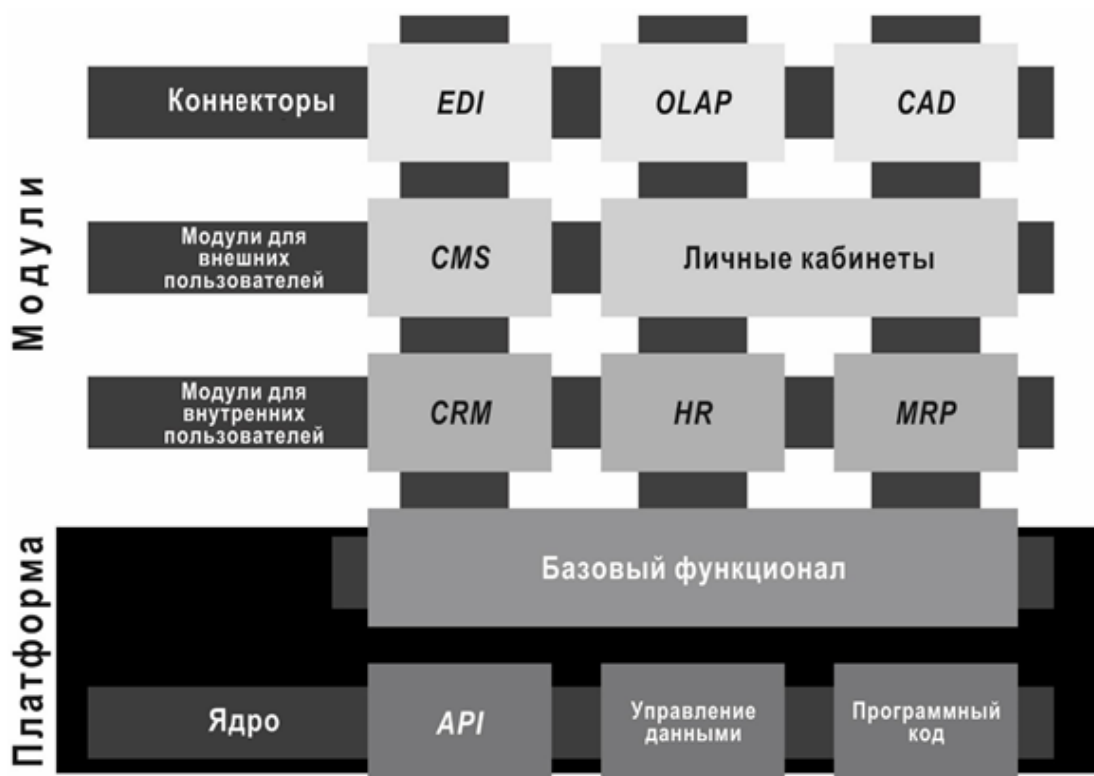 Модули
Коннекторы
EDI
OLAP
CAD
Модули для
внешних
пользователей
CMS
Личные кабинеты
Модули для
внутренних
пользователей
CRM
HR
MRP
Платформа
Базовый функционал
Ядро
API
Управление
данными
Программный
код